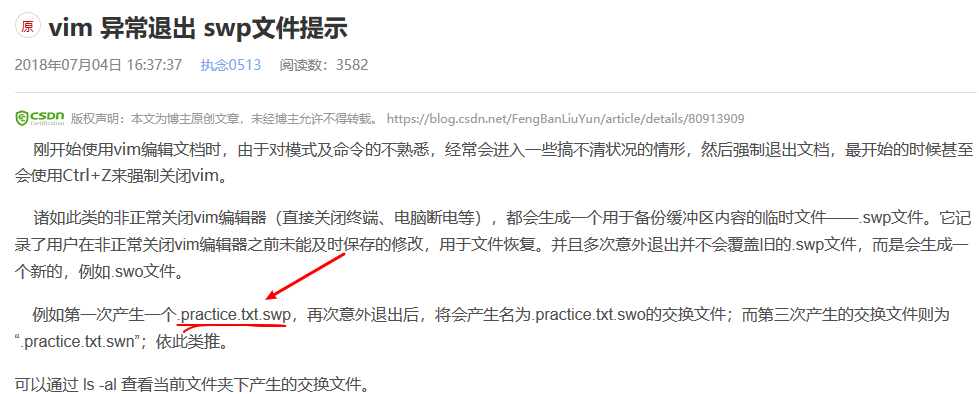 原 vim 异常退出 swp文件提示
2018年07月04日 16:37:37 执念0513 阅读数：3582
CSDN Certification 版权声明：本文为博主原创文章，未经博主允许不得转载。 https://blog.csdn.net/FengBanLiuYun/article/details/80913909
刚开始使用vim编辑文档时，由于对模式及命令的不熟悉，经常会进入一些搞不清状况的情形，然后强制退出文档，最开始的时候甚至
会使用Ctrl+Z来强制关闭vim。
诸如此类的非正常关闭vim编辑器（直接关闭终端、电脑断电等），都会生成一个用于备份缓冲区内容的临时文件——.swp文件。它记
录了用户在非正常关闭vim编辑器之前未能及时保存的修改，用于文件恢复。并且多次意外退出并不会覆盖旧的.swp文件，而是会生成一
个新的，例如.swo文件。
例如第一次产生一个.practice.txt.swp，再次意外退出后，将会产生名为.practice.txt.swo的交换文件；而第三次产生的交换文件则为
“.practice.txt.swn”；依此类推。
可以通过 ls -al 查看当前文件夹下产生的交换文件。